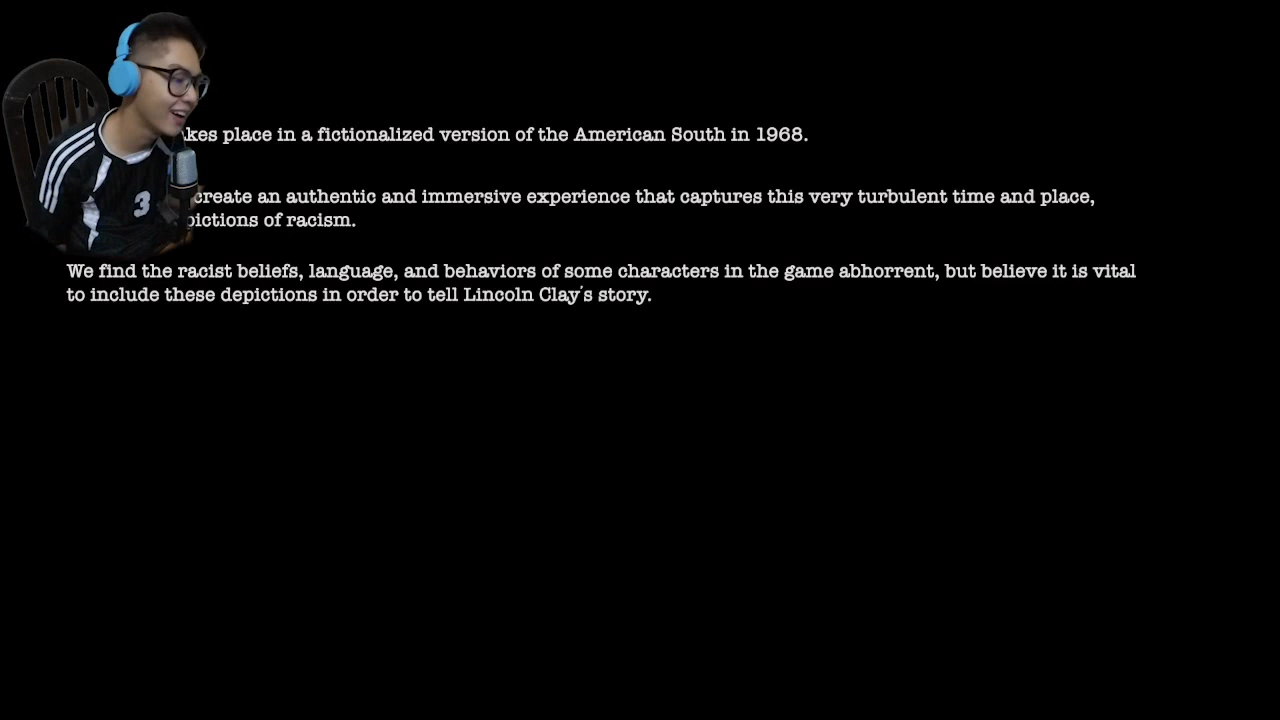 place in a fictionalized version of the American South in 1968.
create an authentic and immersive experience that captures this very turbulent time and place,
of racism.
We find the racist beliefs, language, and behaviors of some characters in the game abhorrent, but believe it is vital
to include these depictions in order to tell Lincoln Clay's story.
3